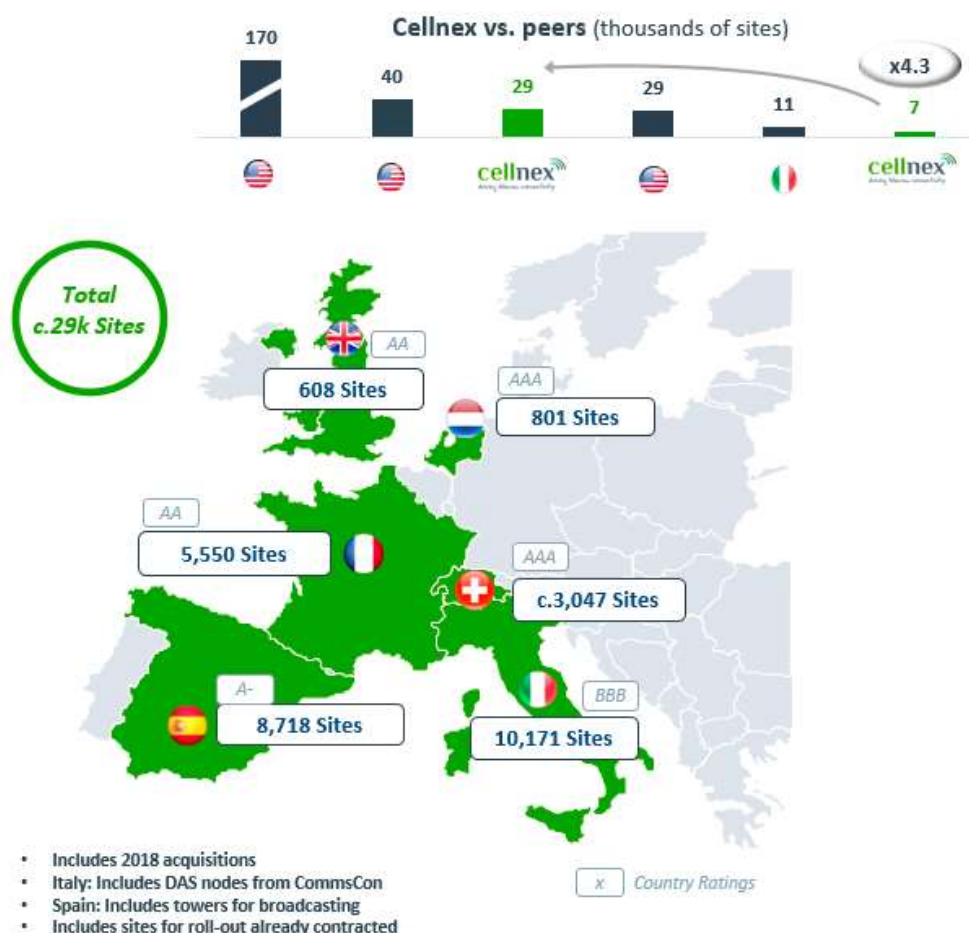 Cellnex vs. peers (thousands of sites)
170
40
29
29
11
x4.3
7
cellnex
cellnex
Total
c.29k Sites
AA
608 Sites
AAA
801 Sites
AA
5,550 Sites
AAA
c.3,047 Sites
A-
8,718 Sites
BBB
10,171 Sites
• Includes 2018 acquisitions
• Italy: Includes DAS nodes from CommsCon
• Spain: Includes towers for broadcasting
• Includes sites for roll-out already contracted
x Country Ratings